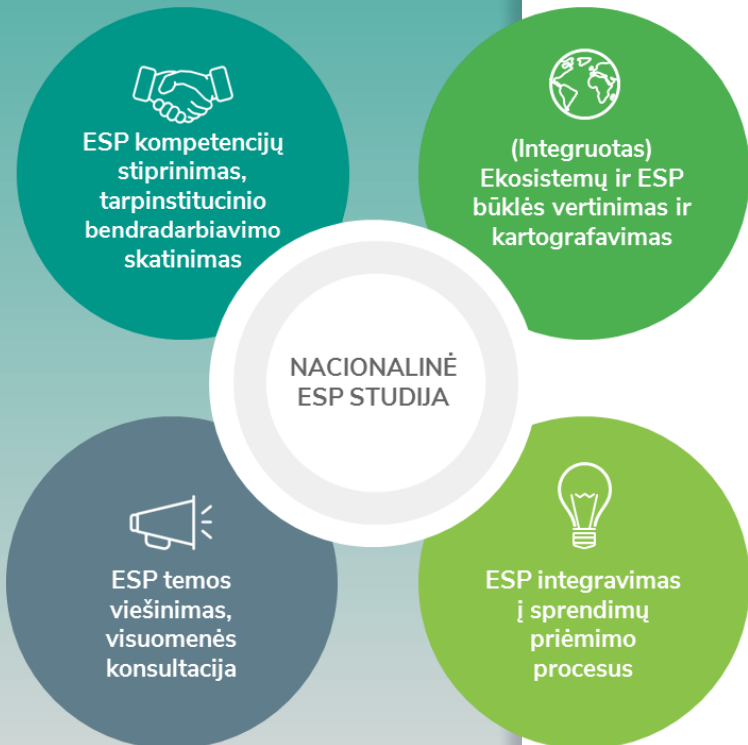 ESP kompetencijų
stiprinimas,
tarpinstitucinio
bendradarbiavimo
skatinimas
(Integruotas)
Ekosistemų ir ESP
būklės vertinimas ir
kartografavimas
NACIONALINĖ
ESP STUDIJA
ESP temos
viešinimas,
visuomenės
konsultacija
ESP integravimas
į sprendimų
priėmimo
procesus